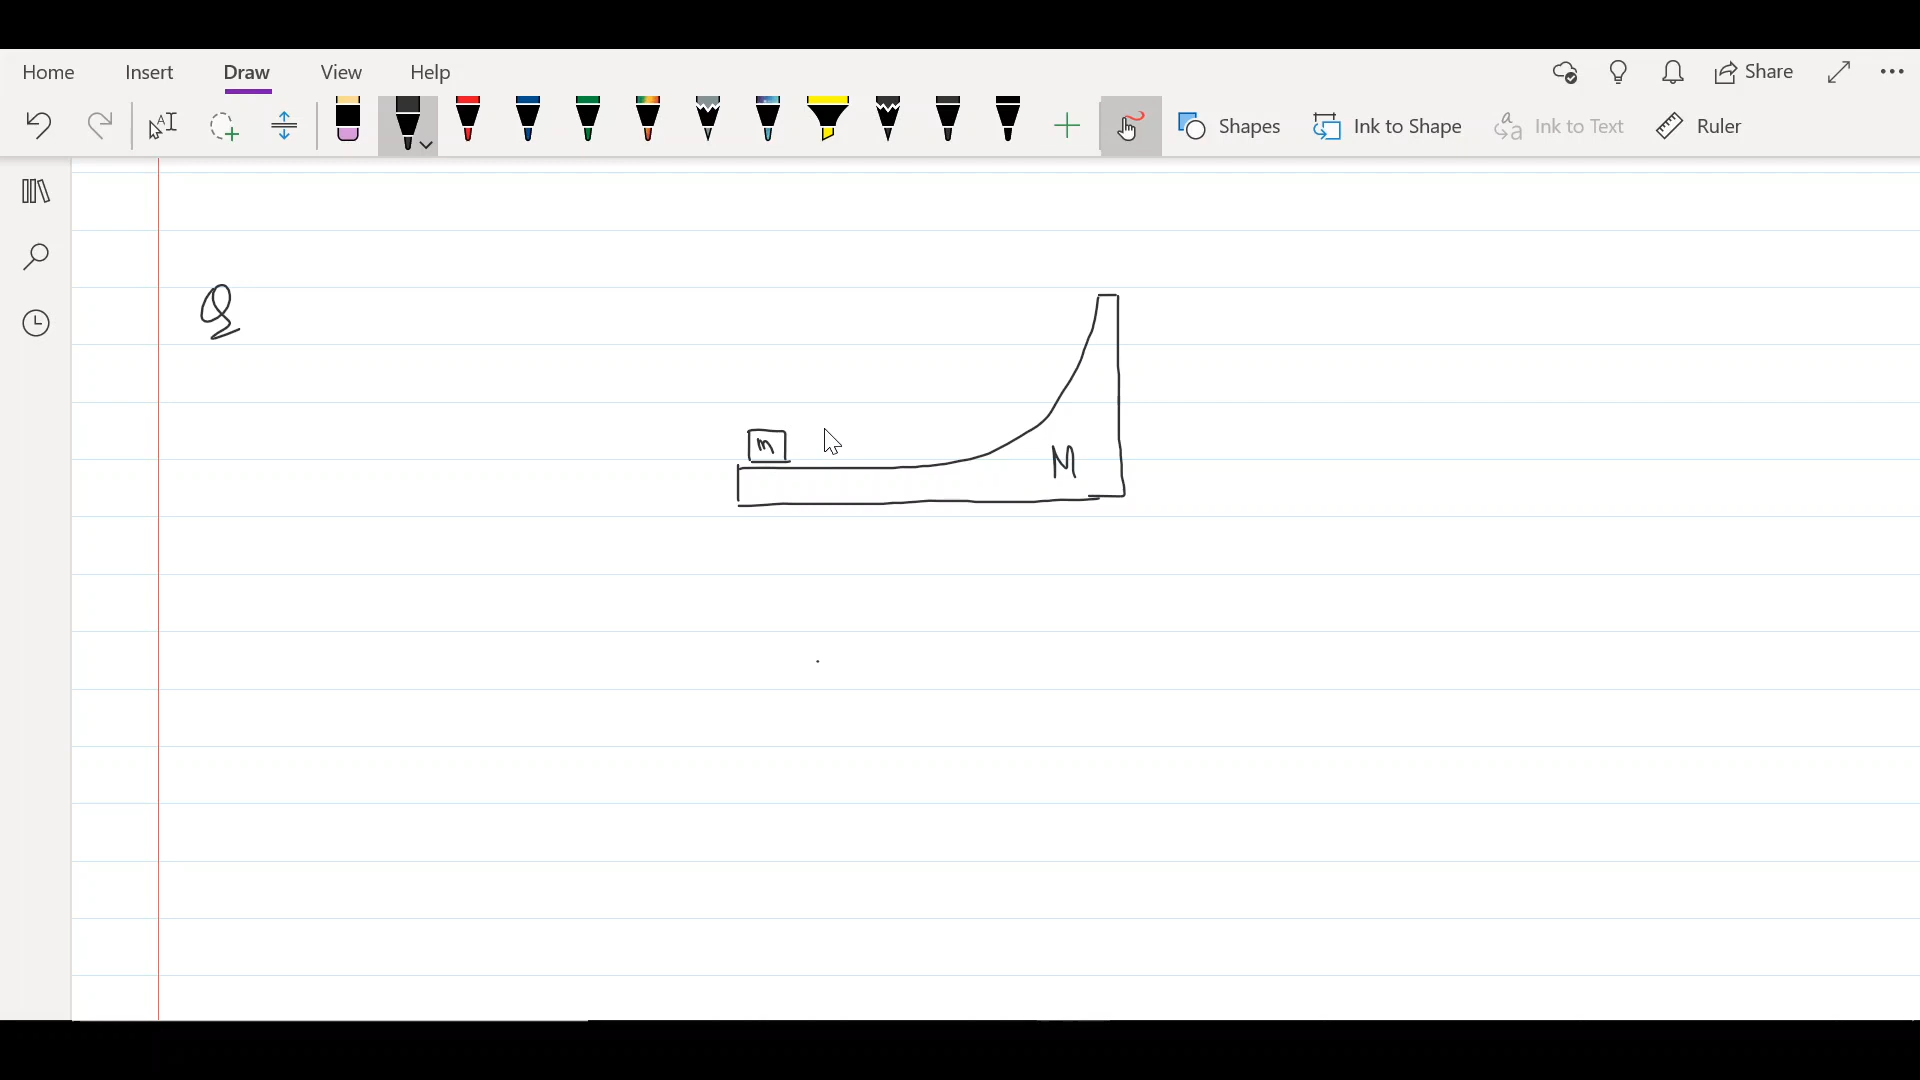 Home Insert Draw View Help
Share
Shapes Ink to Shape Ink to Text Ruler
Q
m
M